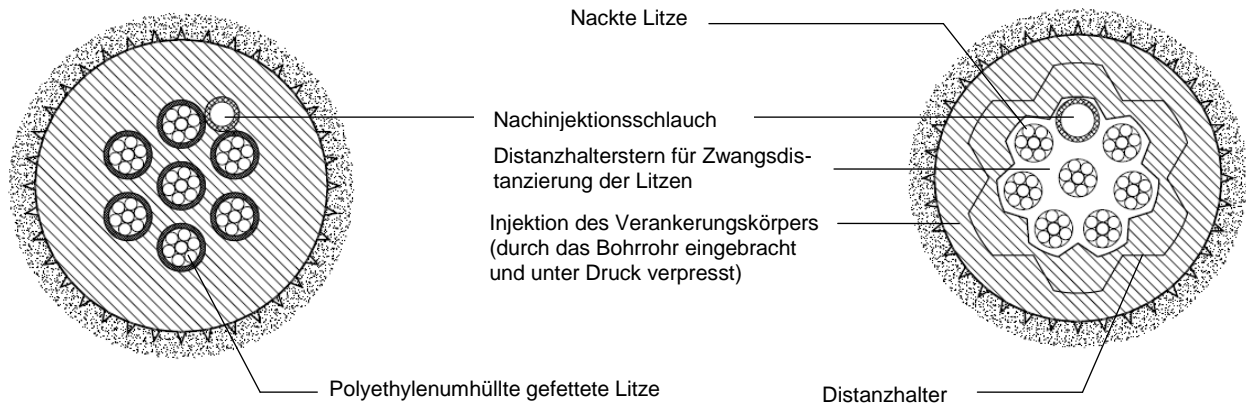 Nackte Litze
Nachinjektionsschlauch
Distanzhalterstern für Zwangsdis-
tanzierung der Litzen
Injektion des Verankerungskörpers
(durch das Bohrrohr eingebracht
und unter Druck verpresst)
Polyethylenumhüllte gefettete Litze
Distanzhalter